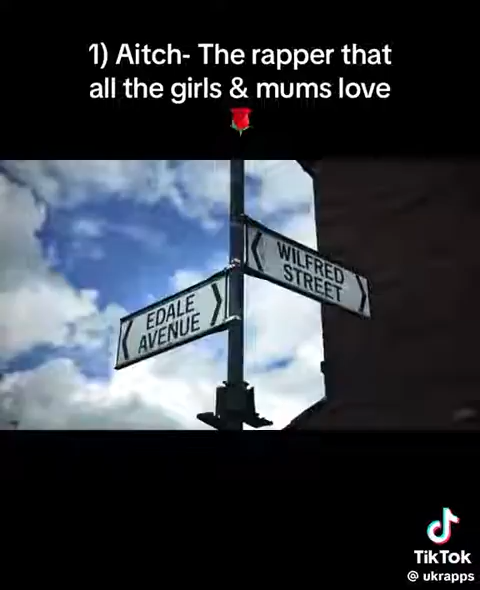 1) Aitch- The rapper that
all the girls & mums love
WILFRED
STREET
EDALE
AVENUE
TikTok
@ ukrapps